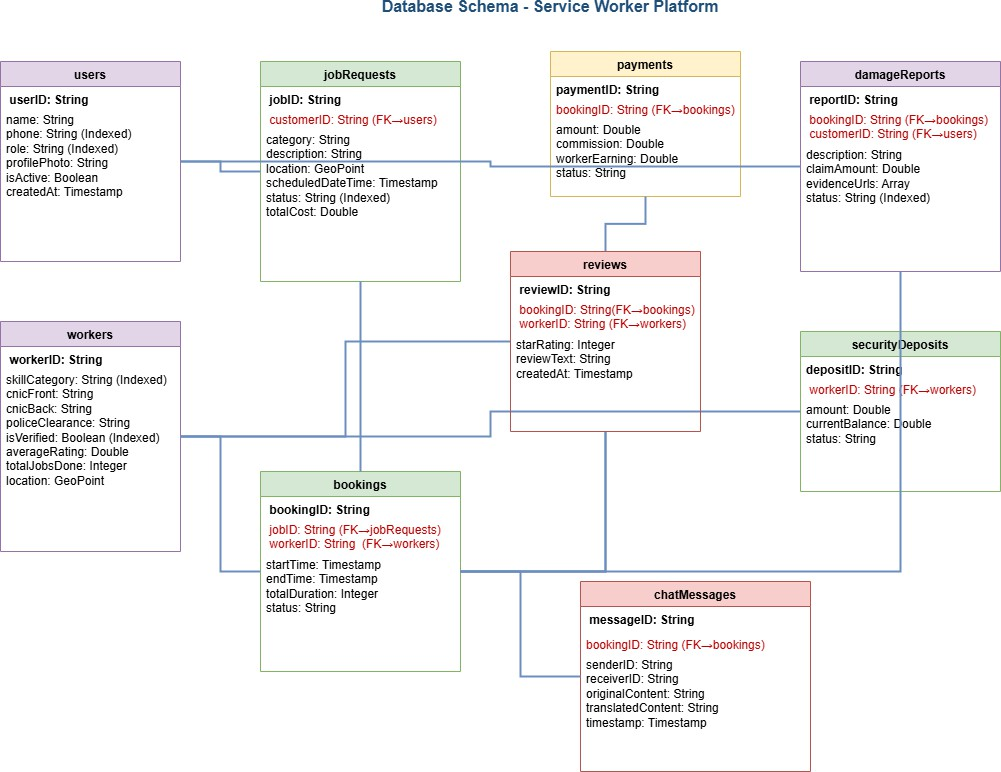 Database Schema - Service Worker Platform
users
userID: String
name: String
phone: String (Indexed)
role: String (Indexed)
profilePhoto: String
isActive: Boolean
createdAt: Timestamp
jobRequests
jobID: String
customerID: String (FK→users)
category: String
description: String
location: GeoPoint
scheduledDateTime: Timestamp
status: String (Indexed)
totalCost: Double
payments
paymentID: String
bookingID: String (FK→bookings)
amount: Double
commission: Double
workerEarning: Double
status: String
damageReports
reportID: String
bookingID: String (FK→bookings)
customerID: String (FK→users)
description: String
claimAmount: Double
evidenceUrls: Array
status: String (Indexed)
reviews
reviewID: String
bookingID: String(FK→bookings)
workerID: String (FK→workers)
starRating: Integer
reviewText: String
createdAt: Timestamp
workers
workerID: String
skillCategory: String (Indexed)
cnicFront: String
cnicBack: String
policeClearance: String
isVerified: Boolean (Indexed)
averageRating: Double
totalJobsDone: Integer
location: GeoPoint
securityDeposits
depositID: String
workerID: String (FK→workers)
amount: Double
currentBalance: Double
status: String
bookings
bookingID: String
jobID: String (FK→jobRequests)
workerID: String (FK→workers)
startTime: Timestamp
endTime: Timestamp
totalDuration: Integer
status: String
chatMessages
messageID: String
bookingID: String (FK→bookings)
senderID: String
receiverID: String
originalContent: String
translatedContent: String
timestamp: Timestamp